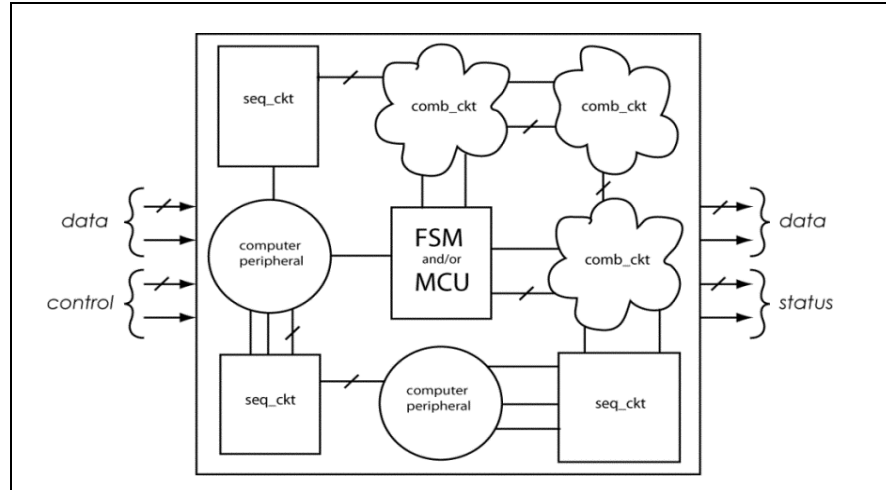 seq_ckt
comb_ckt
comb_ckt
data
computer
peripheral
FSM
and/or
MCU
comb_ckt
data
control
status
seq_ckt
computer
peripheral
seq_ckt